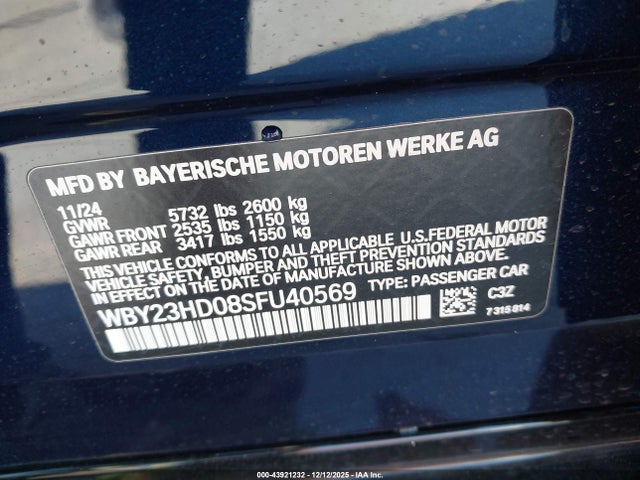 MFD BY BAYERISCHE MOTOREN WERKE AG
11/24
GVWR 5732 lbs 2600 kg
GAWR FRONT 2535 lbs 1150 kg
GAWR REAR 3417 lbs 1550 kg
THIS VEHICLE CONFORMS TO ALL APPLICABLE U.S.FEDERAL MOTOR
VEHICLE SAFETY, BUMPER AND THEFT PREVENTION STANDARDS
IN EFFECT ON THE DATE OF MANUFACTURE SHOWN ABOVE.
WBY23HD08SFU40569 TYPE: PASSENGER CAR
C3Z
7 315 814
000-43921232 - 12/12/2025 - IAA Inc.